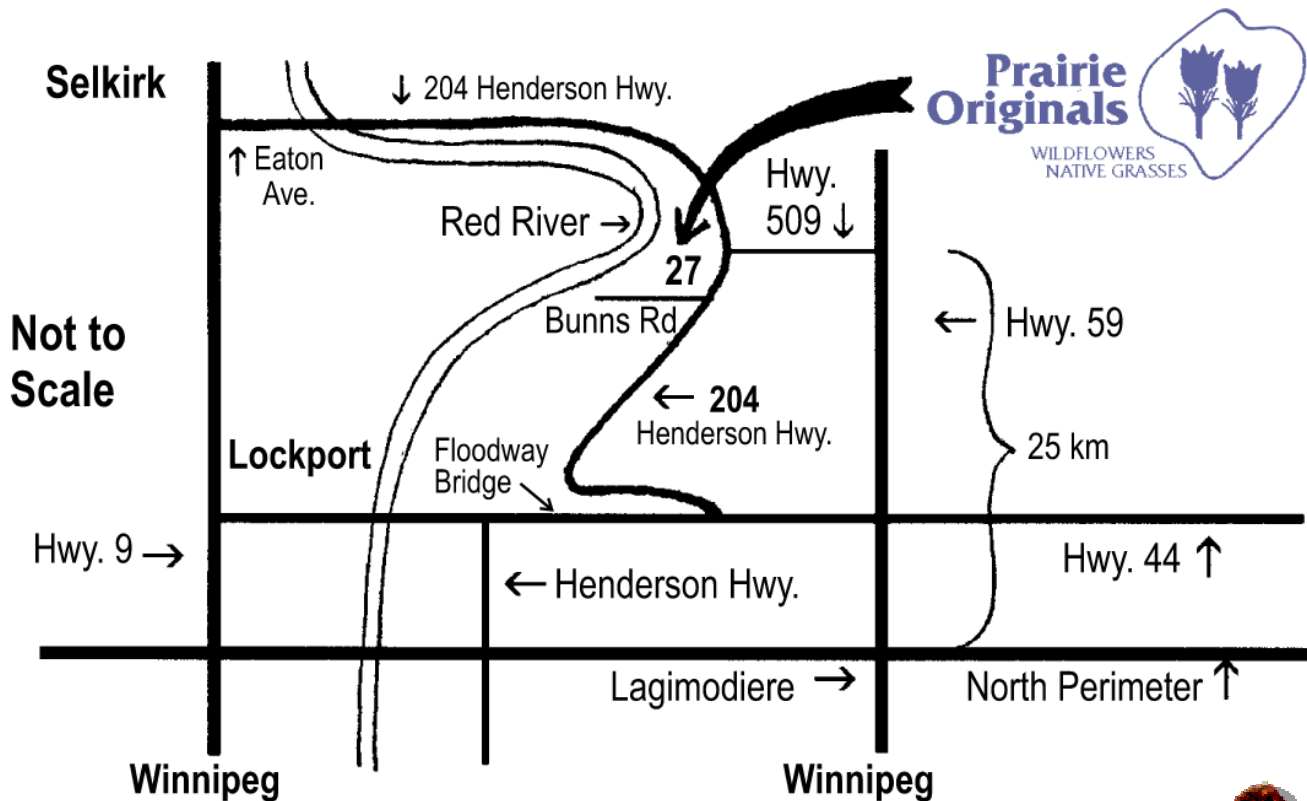 Selkirk
↓ 204 Henderson Hwy.
Prairie
Originals
WILDFLOWERS
NATIVE GRASSES
↑ Eaton
Ave.
Hwy.
509 ↓
Red River →
27
Bunns Rd
← Hwy. 59
Not to
Scale
← 204
Henderson Hwy.
Lockport
Floodway
Bridge
25 km
Hwy. 9 →
Hwy. 44 ↑
← Henderson Hwy.
Lagimodiere →
North Perimeter ↑
Winnipeg
Winnipeg